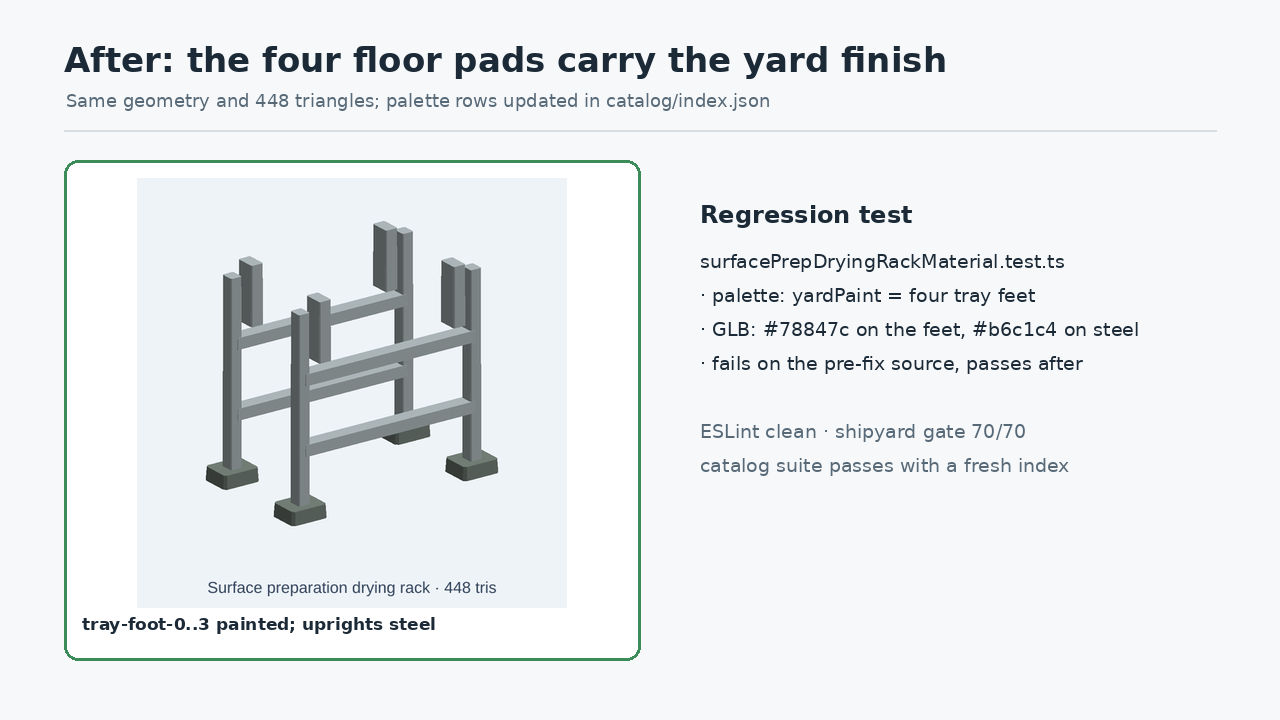 After: the four floor pads carry the yard finish
Same geometry and 448 triangles; palette rows updated in catalog/index.json
Surface preparation drying rack · 448 tris
tray-foot-0..3 painted; uprights steel
Regression test
surfacePrepDryingRackMaterial.test.ts
· palette: yardPaint = four tray feet
· GLB: #78847c on the feet, #b6c1c4 on steel
· fails on the pre-fix source, passes after
ESLint clean · shipyard gate 70/70
catalog suite passes with a fresh index